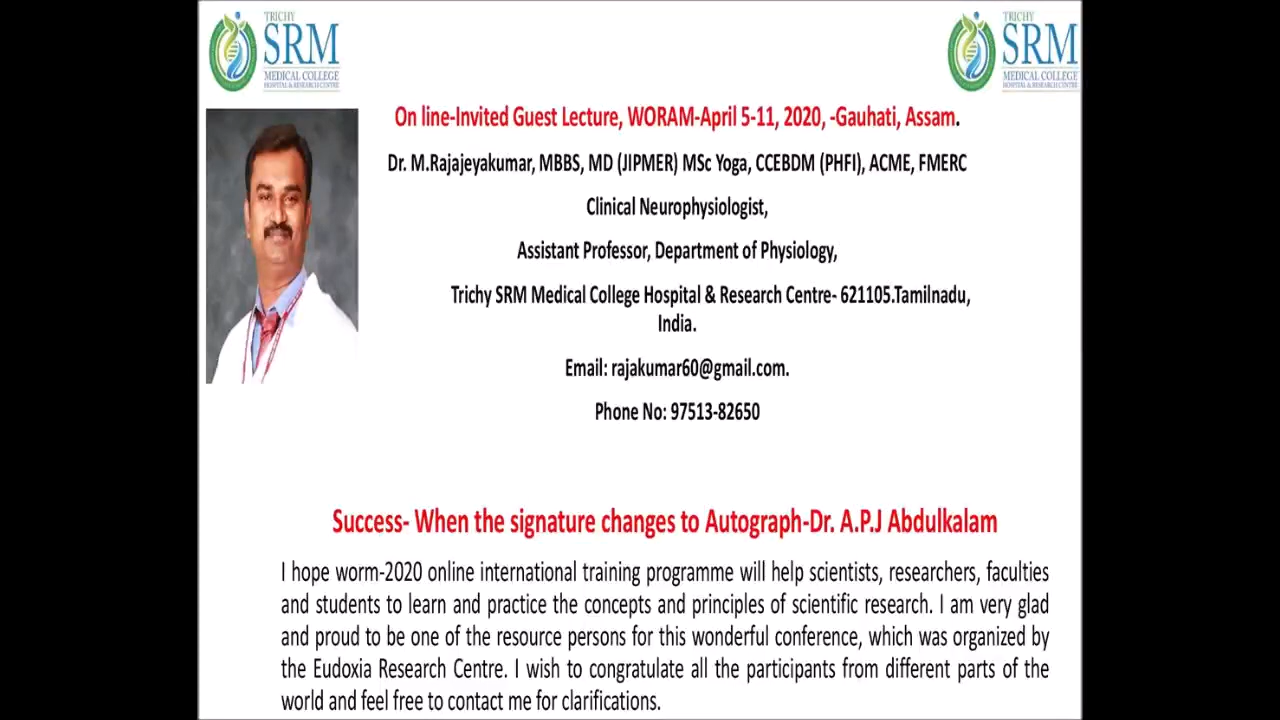 TRICHY
SRM
MEDICAL COLLEGE
HOSPITAL & RESEARCH CENTRE
TRICHY
SRM
MEDICAL COLLEGE
HOSPITAL & RESEARCH CENTRE
On line-Invited Guest Lecture, WORAM-April 5-11, 2020, -Gauhati, Assam.
Dr. M.Rajajeyakumar, MBBS, MD (JIPMER) MSc Yoga, CCEBDM (PHFI), ACME, FMERC
Clinical Neurophysiologist,
Assistant Professor, Department of Physiology,
Trichy SRM Medical College Hospital & Research Centre- 621105.Tamilnadu,
India.
Email: rajakumar60@gmail.com.
Phone No: 97513-82650
Success- When the signature changes to Autograph-Dr. A.P.J Abdulkalam
I hope worm-2020 online international training programme will help scientists, researchers, faculties
and students to learn and practice the concepts and principles of scientific research. I am very glad
and proud to be one of the resource persons for this wonderful conference, which was organized by
the Eudoxia Research Centre. I wish to congratulate all the participants from different parts of the
world and feel free to contact me for clarifications.